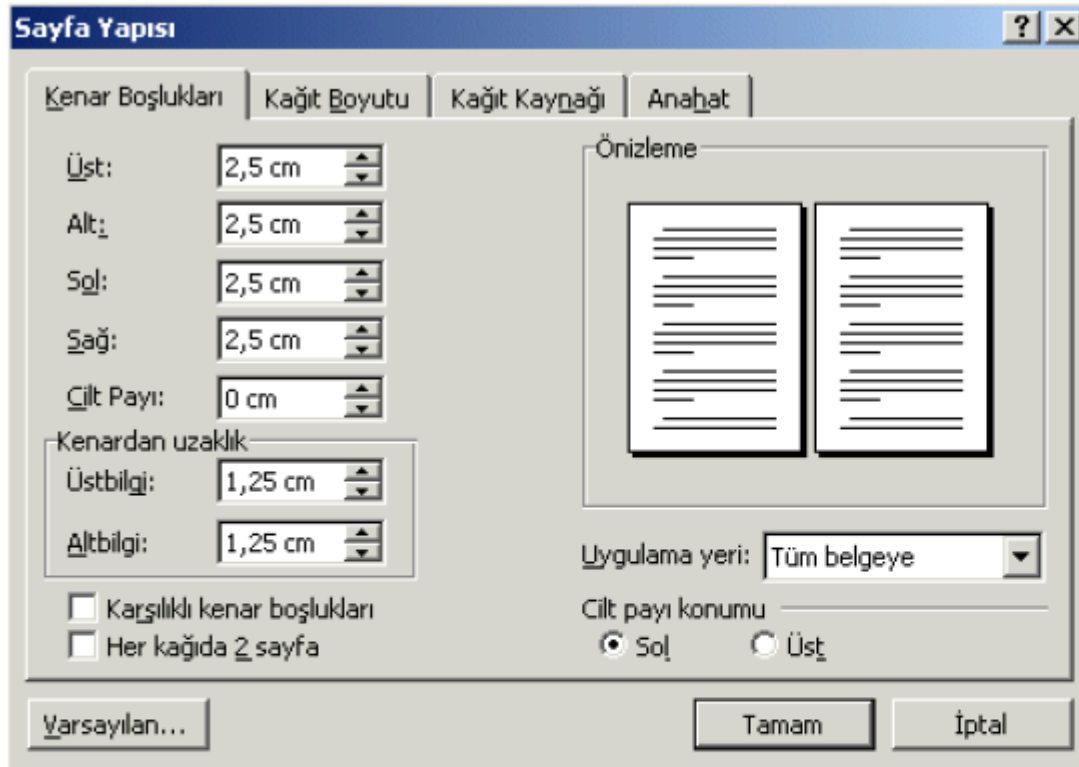 Sayfa Yapısı
Kenar Boşlukları Kağıt Boyutu Kağıt Kaynağı Anahat
Üst: 2,5 cm
Alt: 2,5 cm
Sol: 2,5 cm
Sağ: 2,5 cm
Cilt Payı: 0 cm
Kenardan uzaklık
Üstbilgi: 1,25 cm
Altbilgi: 1,25 cm
Karşılıklı kenar boşlukları
Her kağıda 2 sayfa
Önizleme
Uygulama yeri: Tüm belgeye
Cilt payı konumu
Sol Üst
Varsayılan... Tamam İptal